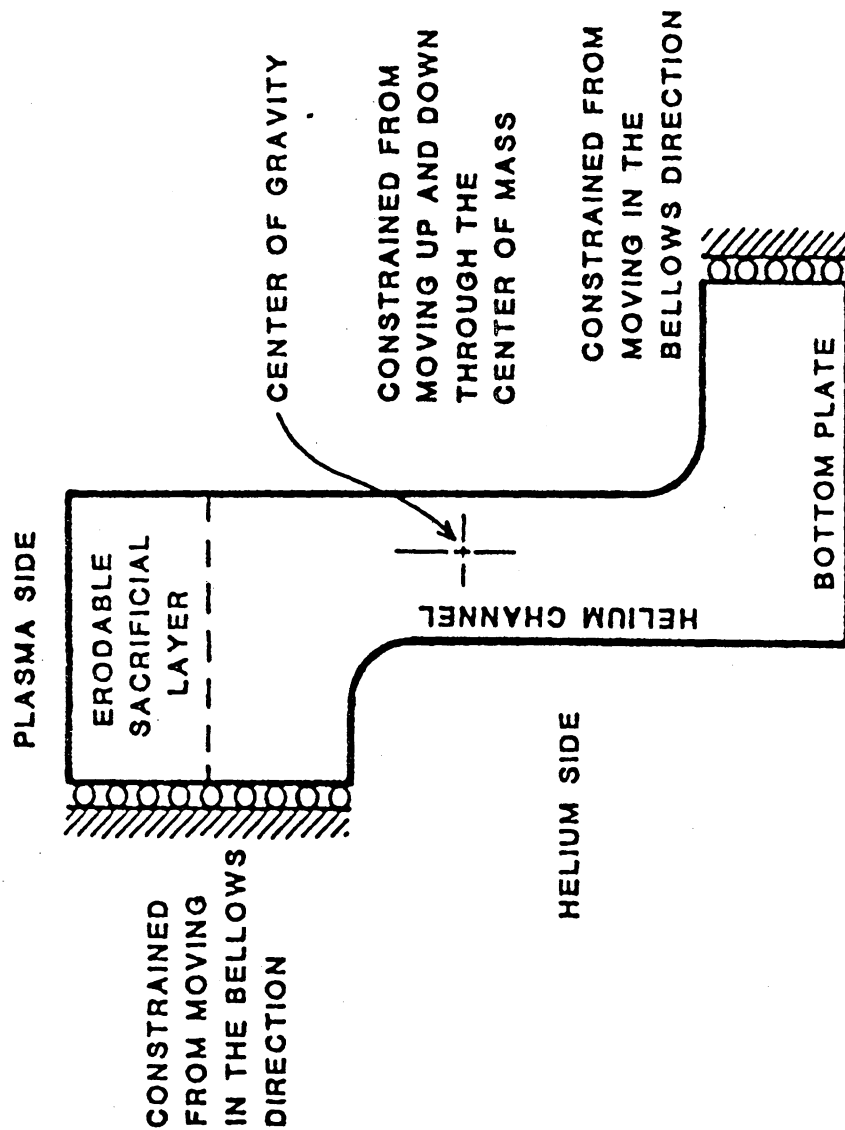 PLASMA SIDE
ERODABLE
SACRIFICIAL
LAYER
CENTER OF GRAVITY
CONSTRAINED
FROM MOVING
IN THE BELLOWS
DIRECTION
CONSTRAINED FROM
MOVING UP AND DOWN
THROUGH THE
CENTER OF MASS
HELIUM CHANNEL
HELIUM SIDE
CONSTRAINED FROM
MOVING IN THE
BELLOWS DIRECTION
BOTTOM PLATE